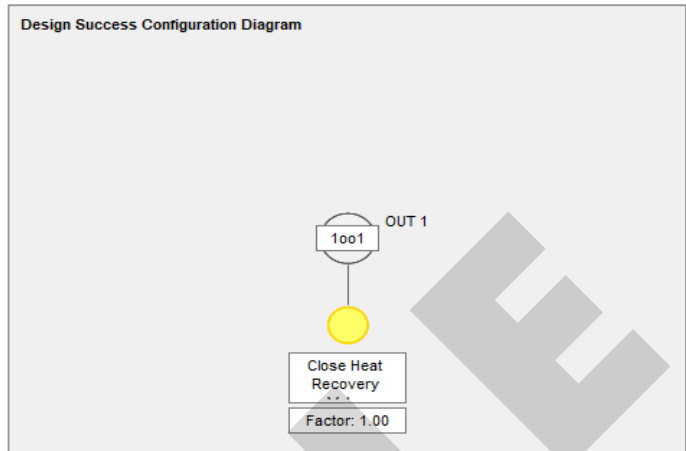 Design Success Configuration Diagram
OUT 1
1oo1
Close Heat
Recovery
Factor: 1.00